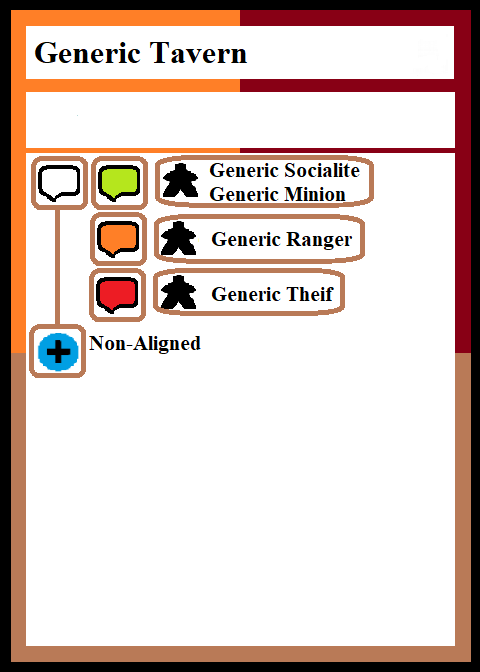 Generic Tavern
Generic Socialite
Generic Minion
Generic Ranger
Generic Theif
Non-Aligned